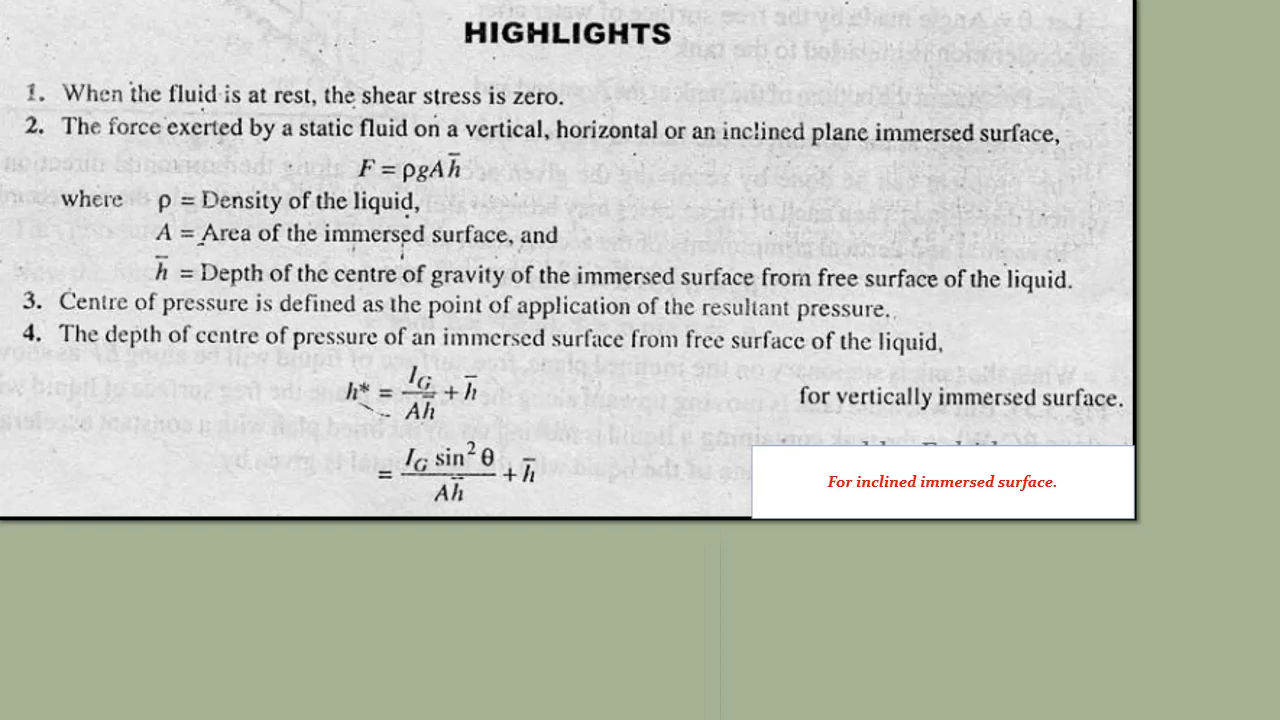 HIGHLIGHTS
1. When the fluid is at rest, the shear stress is zero.
2. The force exerted by a static fluid on a vertical, horizontal or an inclined plane immersed surface,
F = ρgAh̄
where ρ = Density of the liquid,
A = Area of the immersed surface, and
h̄ = Depth of the centre of gravity of the immersed surface from free surface of the liquid.
3. Centre of pressure is defined as the point of application of the resultant pressure.
4. The depth of centre of pressure of an immersed surface from free surface of the liquid,
h* = I_G / Ah̄ + h̄ for vertically immersed surface.
= I_G sin² θ / Ah̄ + h̄ For inclined immersed surface.